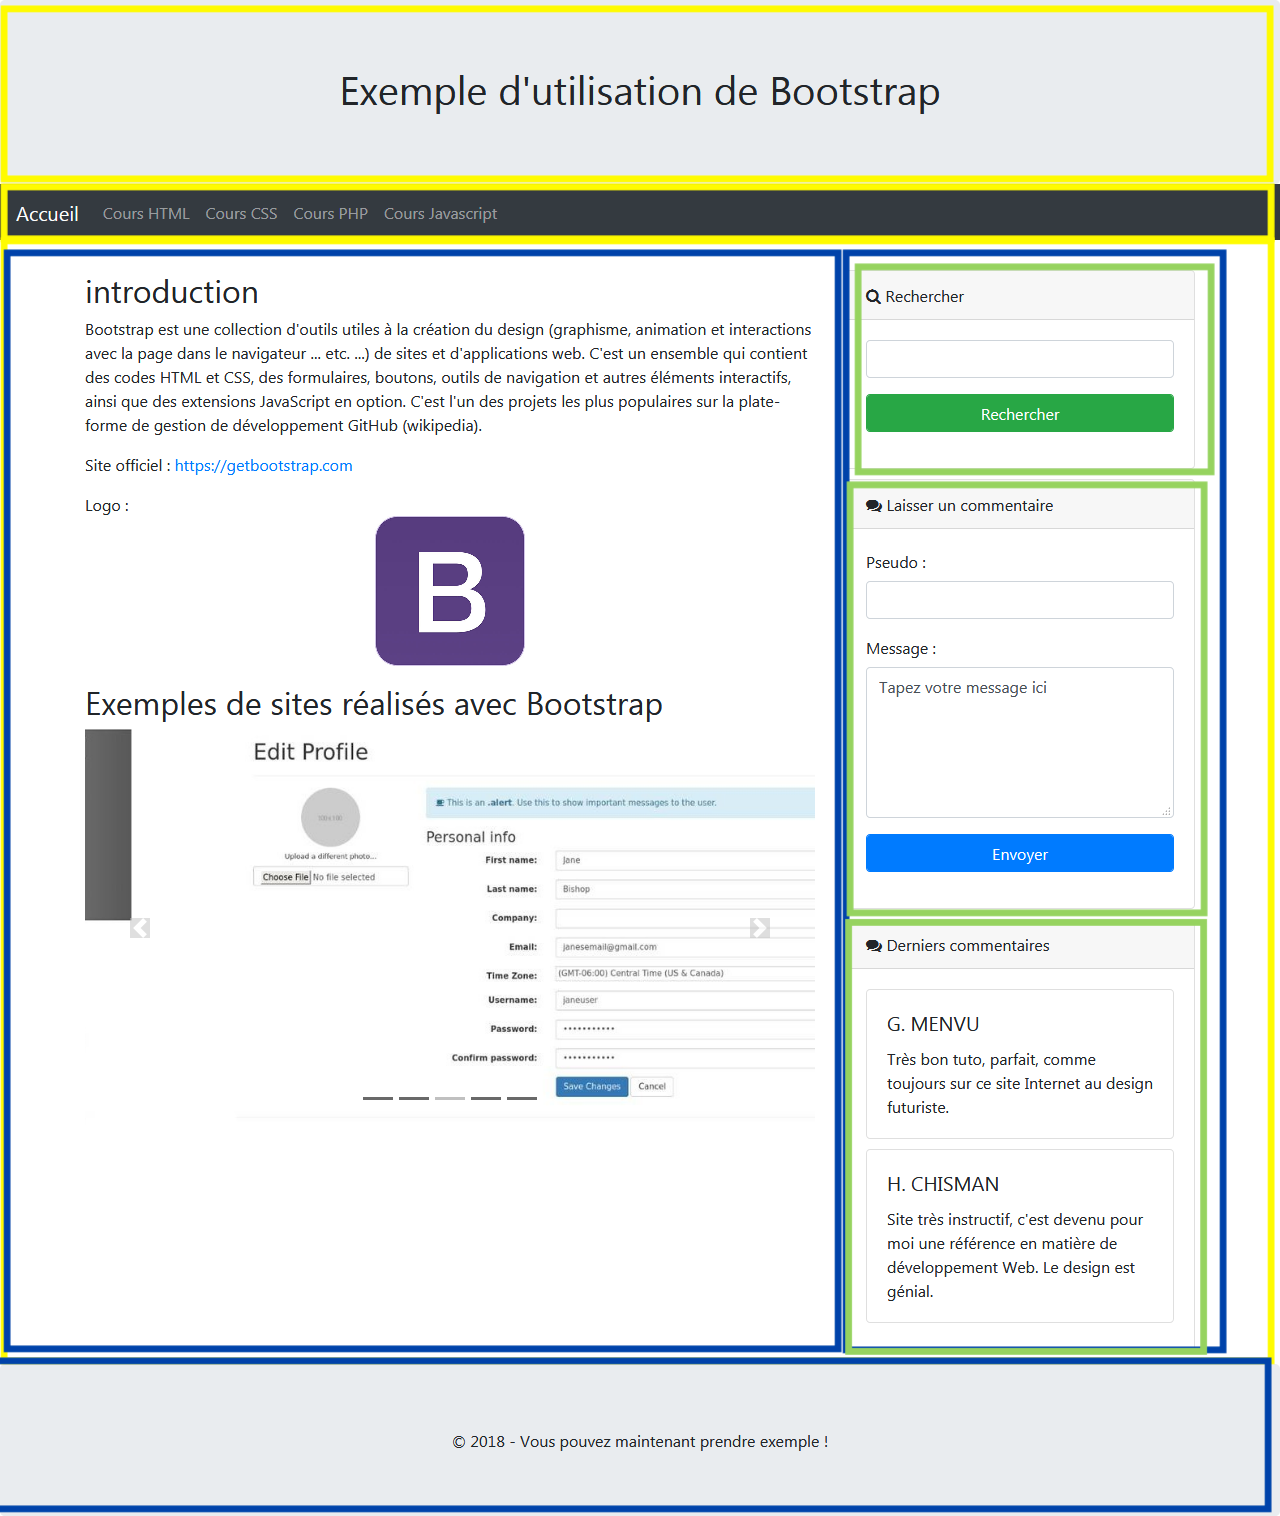 Exemple d'utilisation de Bootstrap
Accueil Cours HTML Cours CSS Cours PHP Cours Javascript
introduction
Bootstrap est une collection d'outils utiles à la création du design (graphisme, animation et interactions
avec la page dans le navigateur ... etc. ...) de sites et d'applications web. C'est un ensemble qui contient
des codes HTML et CSS, des formulaires, boutons, outils de navigation et autres éléments interactifs,
ainsi que des extensions JavaScript en option. C'est l'un des projets les plus populaires sur la plate-
forme de gestion de développement GitHub (wikipedia).
Site officiel : https://getbootstrap.com
Logo :
B
Exemples de sites réalisés avec Bootstrap
Edit Profile
This is an .alert. Use this to show important messages to the user.
Upload a different photo...
Choose File No file selected
Personal info
First name: Jane
Last name: Bishop
Company:
Email: janesemail@gmail.com
Time Zone: (GMT-06:00) Central Time (US & Canada)
Username: janeuser
Password: •••••••••••
Confirm password: •••••••••••
Save Changes Cancel
Rechercher
Rechercher
Laisser un commentaire
Pseudo :
Message :
Tapez votre message ici
Envoyer
Derniers commentaires
G. MENVU
Très bon tuto, parfait, comme
toujours sur ce site Internet au design
futuriste.
H. CHISMAN
Site très instructif, c'est devenu pour
moi une référence en matière de
développement Web. Le design est
génial.
© 2018 - Vous pouvez maintenant prendre exemple !